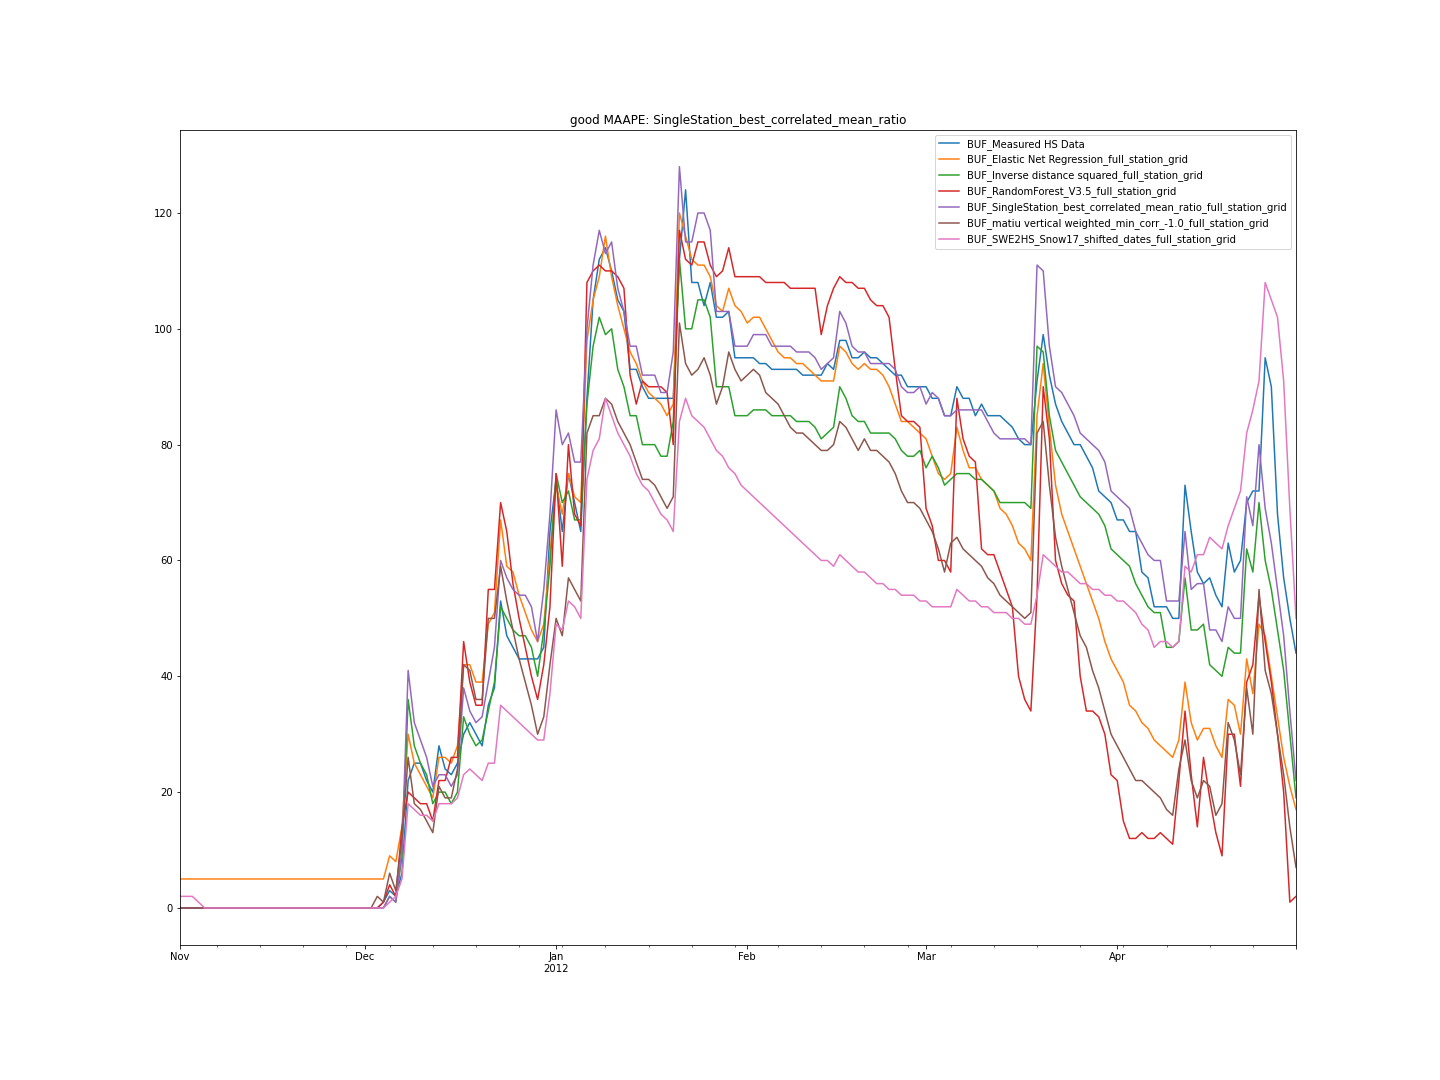 good MAAPE: SingleStation_best_correlated_mean_ratio
BUF_Measured HS Data
BUF_Elastic Net Regression_full_station_grid
BUF_Inverse distance squared_full_station_grid
BUF_RandomForest_V3.5_full_station_grid
BUF_SingleStation_best_correlated_mean_ratio_full_station_grid
BUF_matiu vertical weighted_min_corr_-1.0_full_station_grid
BUF_SWE2HS_Snow17_shifted_dates_full_station_grid
120
100
80
60
40
20
0
Nov Dec Jan Feb Mar Apr
2012